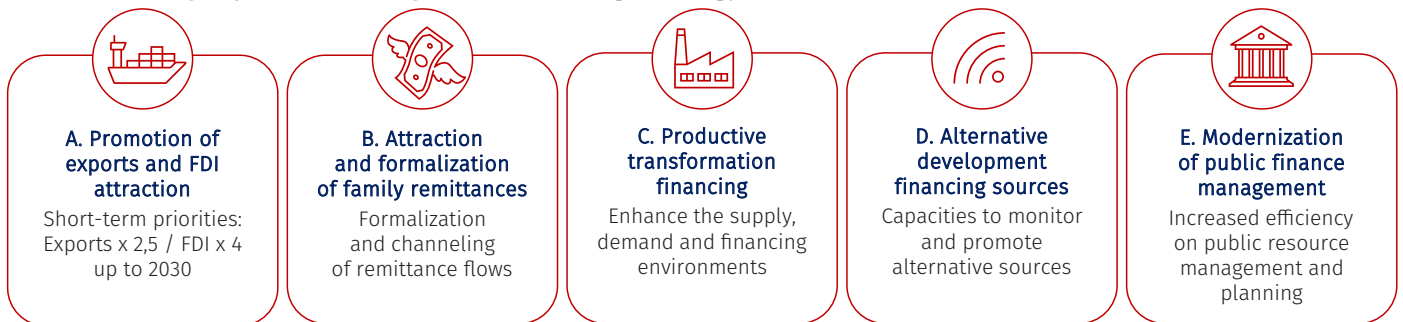 A. Promotion of
exports and FDI
attraction
Short-term priorities:
Exports x 2,5 / FDI x 4
up to 2030
B. Attraction
and formalization
of family remittances
Formalization
and channeling
of remittance flows
C. Productive
transformation
financing
Enhance the supply,
demand and financing
environments
D. Alternative
development
financing sources
Capacities to monitor
and promote
alternative sources
E. Modernization
of public finance
management
Increased efficiency
on public resource
management and
planning